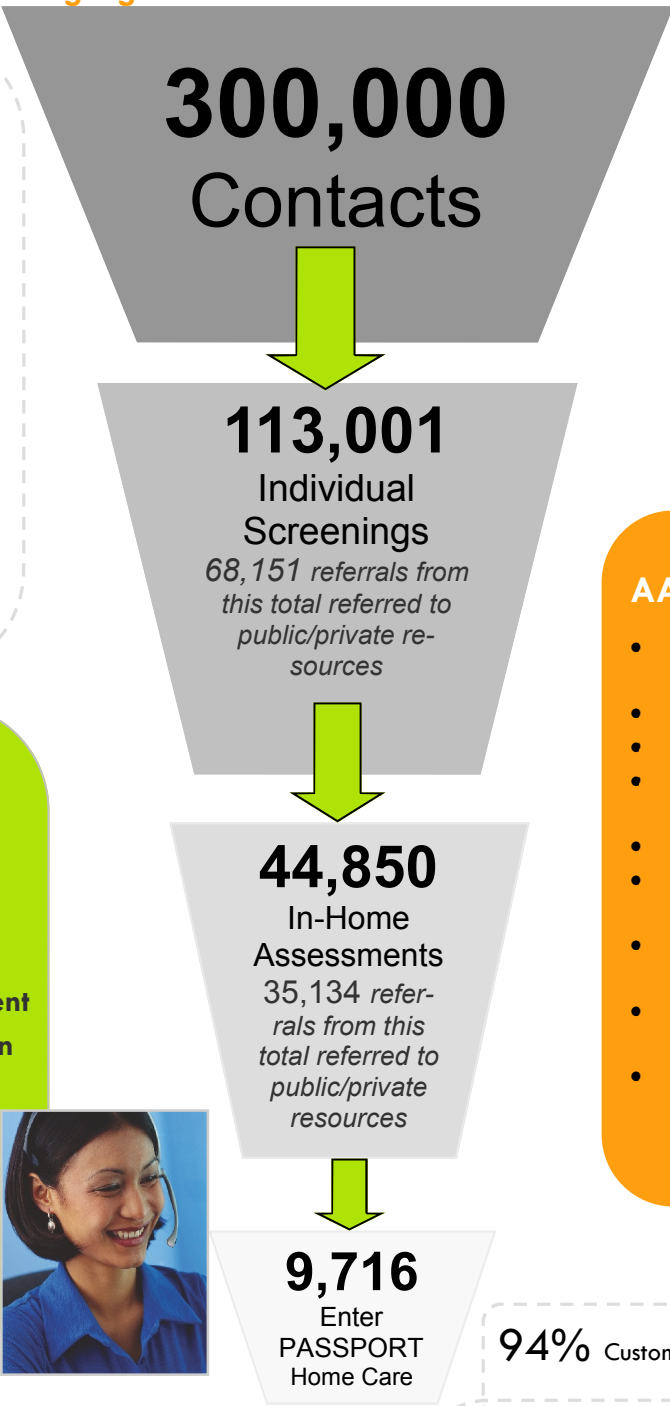 300,000
Contacts
113,001
Individual
Screenings
68,151 referrals from
this total referred to
public/private re-
sources
44,850
In-Home
Assessments
35,134 refer-
rals from this
total referred to
public/private
resources
9,716
Enter
PASSPORT
Home Care
94%